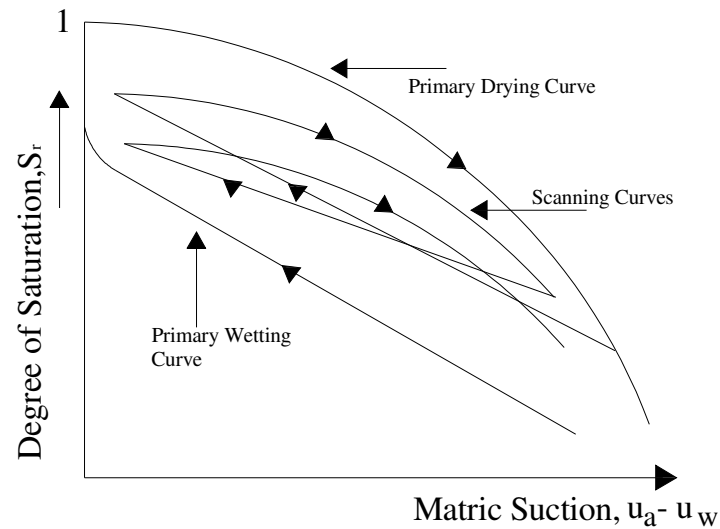 1
Primary Drying Curve
Scanning Curves
Primary Wetting
Curve
Degree of Saturation,Sr
Matric Suction, ua- uw